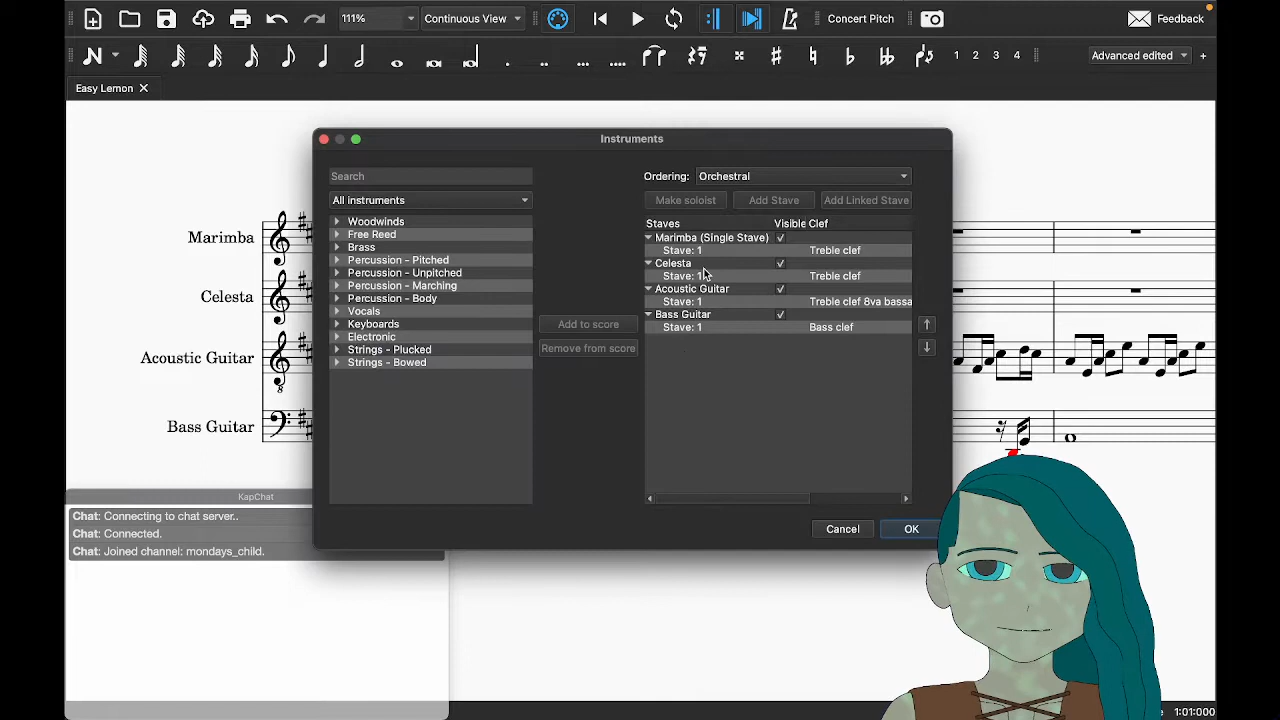 111%
Continuous View
Concert Pitch
Feedback
1 2 3 4
Advanced edited
+
Easy Lemon
Instruments
Search
Ordering: Orchestral
All instruments
Make soloist
Add Stave
Add Linked Stave
Staves Visible Clef
Woodwinds
Free Reed
Brass
Percussion - Pitched
Percussion - Unpitched
Percussion - Marching
Percussion - Body
Vocals
Keyboards
Electronic
Strings - Plucked
Strings - Bowed
Add to score
Remove from score
Marimba (Single Stave)
Stave: 1 Treble clef
Celesta
Stave: 1 Treble clef
Acoustic Guitar
Stave: 1 Treble clef 8va bassa
Bass Guitar
Stave: 1 Bass clef
Cancel
OK
Marimba
Celesta
Acoustic Guitar
8
Bass Guitar
KapChat
Chat: Connecting to chat server..
Chat: Connected.
Chat: Joined channel: mondays_child.
1:01:000